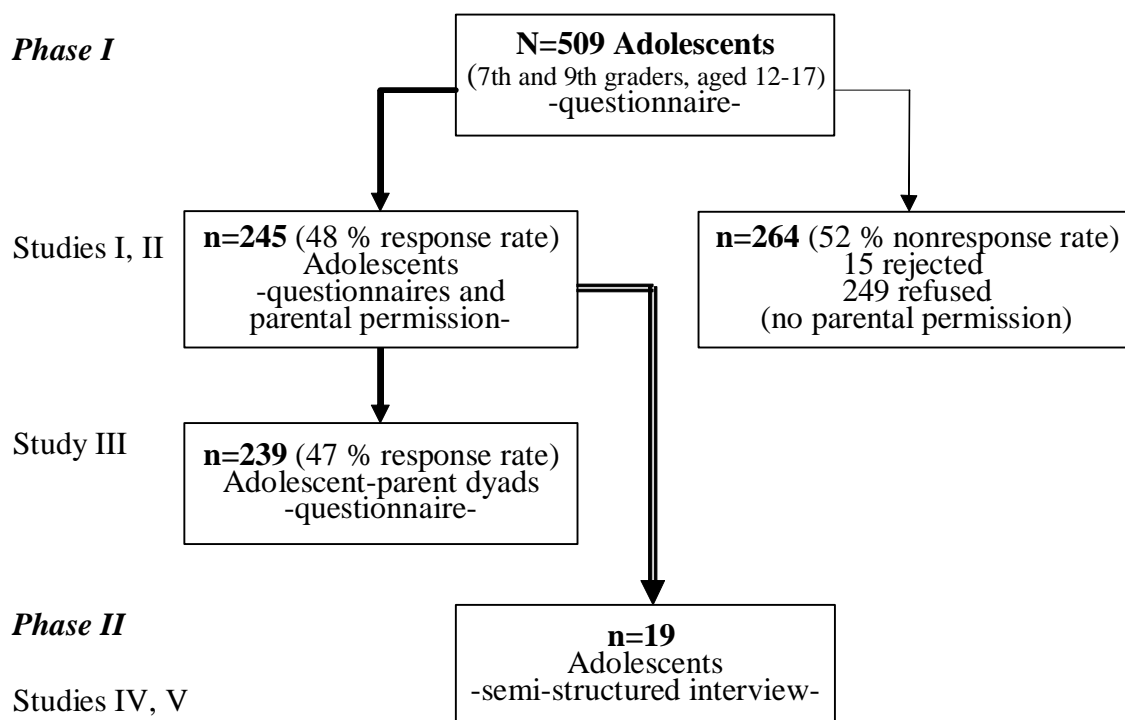 Phase I
N=509 Adolescents
(7th and 9th graders, aged 12-17)
-questionnaire-
Studies I, II
n=245 (48 % response rate)
Adolescents
-questionnaires and
parental permission-
n=264 (52 % nonresponse rate)
15 rejected
249 refused
(no parental permission)
Study III
n=239 (47 % response rate)
Adolescent-parent dyads
-questionnaire-
Phase II
n=19
Adolescents
-semi-structured interview-
Studies IV, V